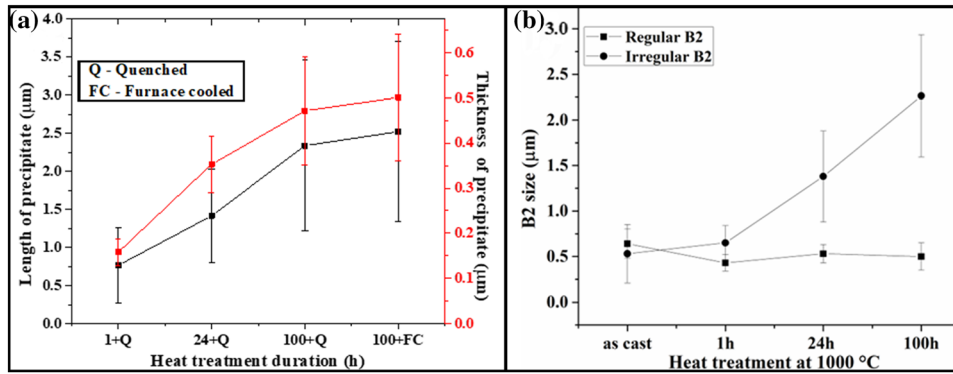 (a)
4.0
3.5
3.0
2.5
2.0
1.5
1.0
0.5
0.0
Length of precipitate (µm)
Q - Quenched
FC - Furnace cooled
0.6
0.5
0.4
0.3
0.2
0.1
0.0
Thickness of
precipitate (µm)
1+Q 24+Q 100+Q 100+FC
Heat treatment duration (h)
(b)
3.0
2.5
2.0
1.5
1.0
0.5
0.0
B2 size (µm)
Regular B2
Irregular B2
as cast 1h 24h 100h
Heat treatment at 1000 °C